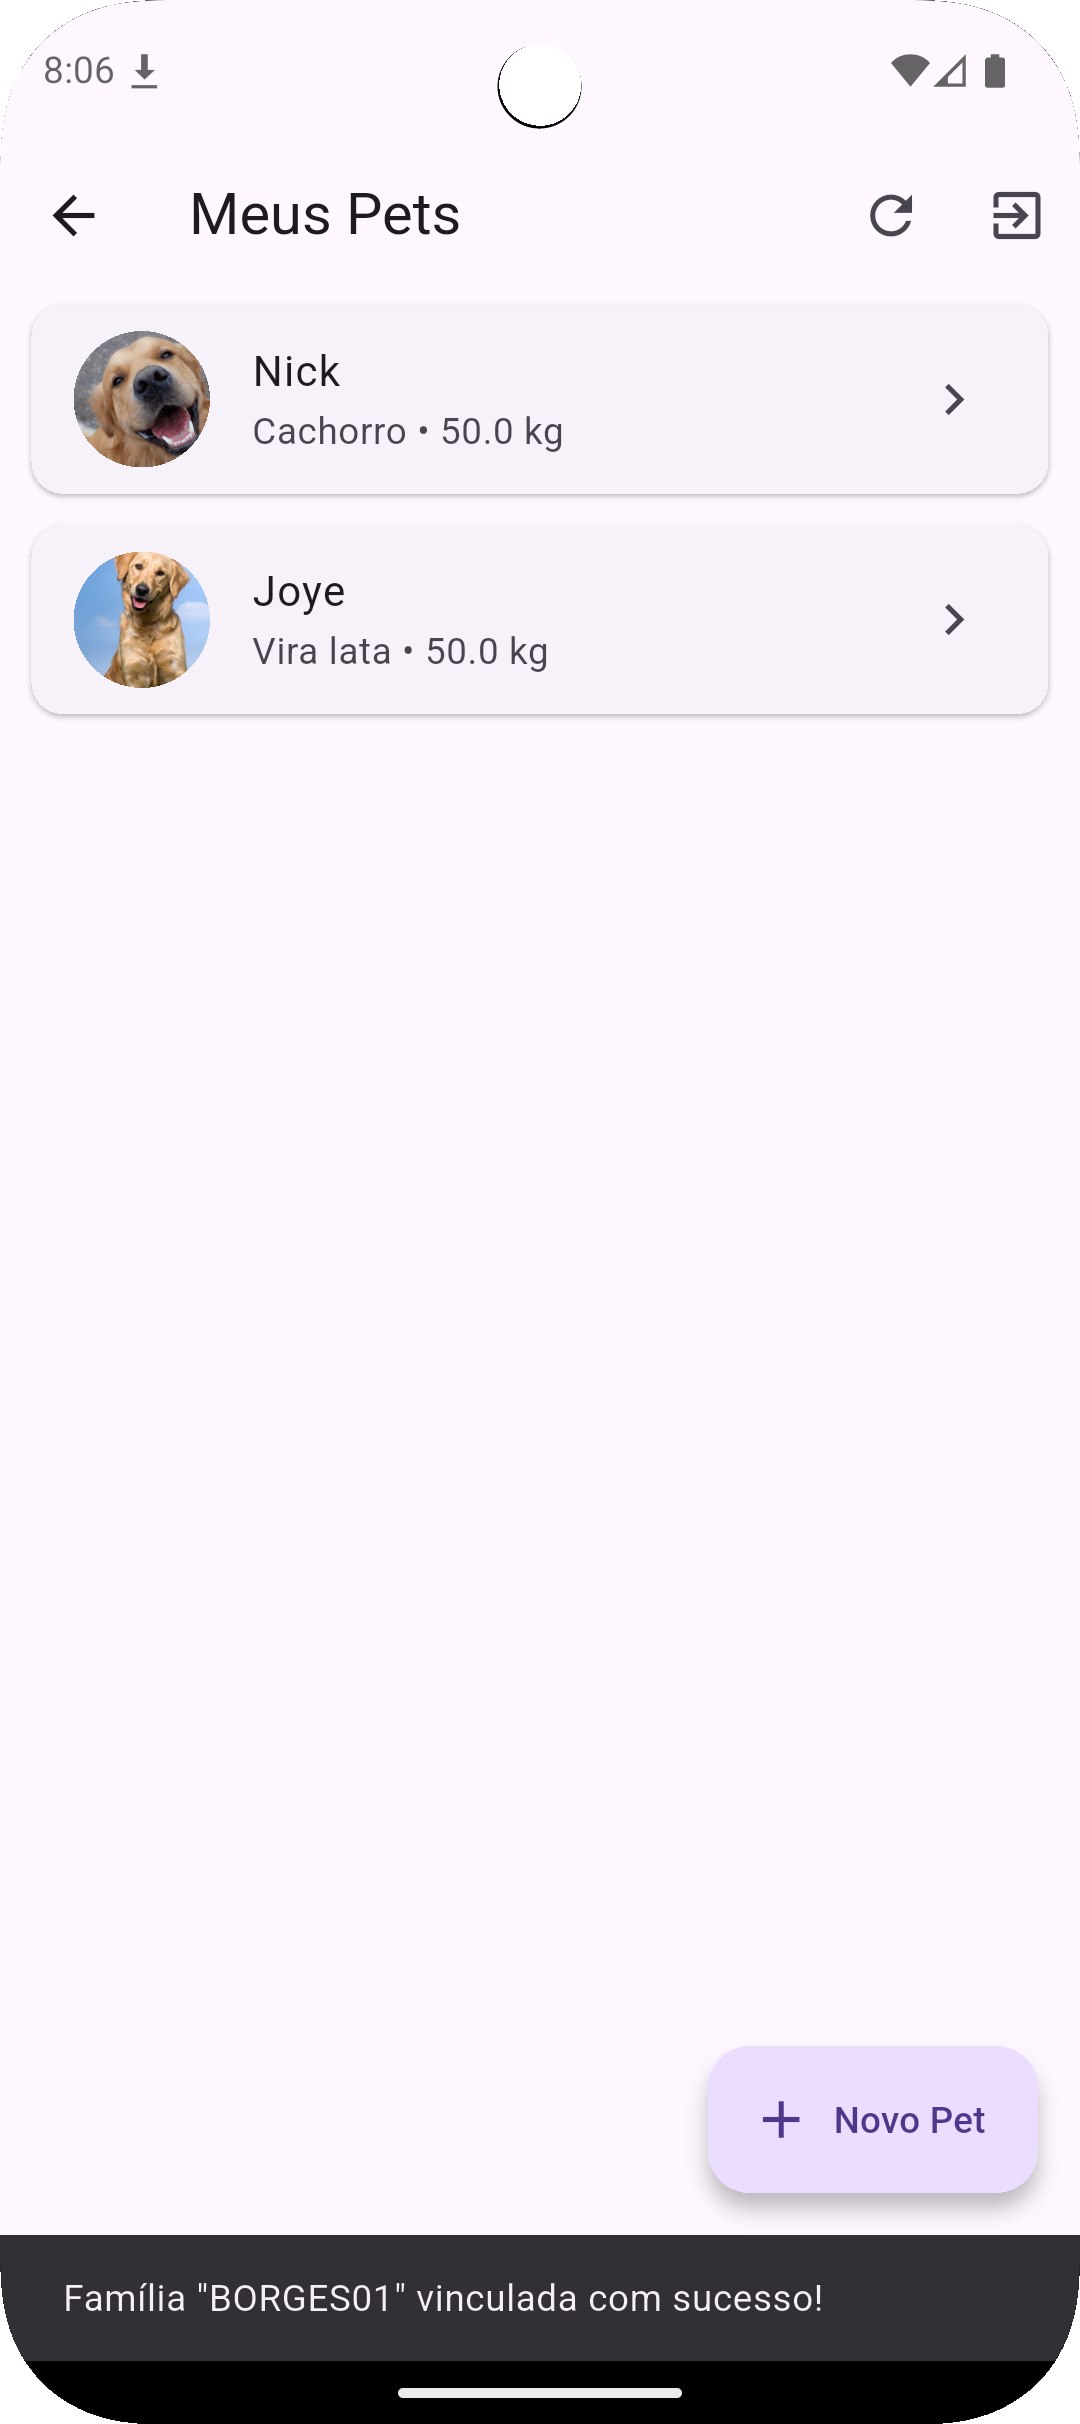 8:06
Meus Pets
Nick
Cachorro • 50.0 kg
Joye
Vira lata • 50.0 kg
Novo Pet
Família "BORGES01" vinculada com sucesso!